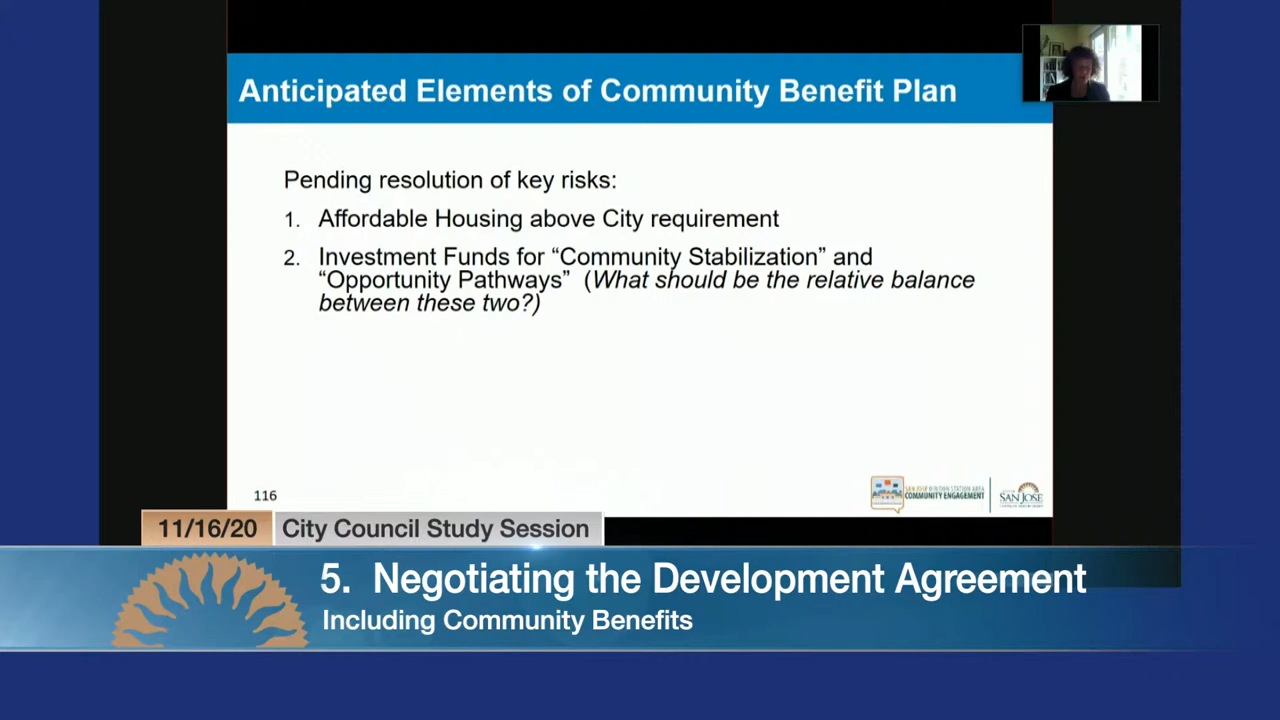 Anticipated Elements of Community Benefit Plan
Pending resolution of key risks:
1. Affordable Housing above City requirement
2. Investment Funds for “Community Stabilization” and
“Opportunity Pathways” (What should be the relative balance
between these two?)
116
COMMUNITY ENGAGEMENT
SAN JOSE
11/16/20 City Council Study Session
5. Negotiating the Development Agreement
Including Community Benefits